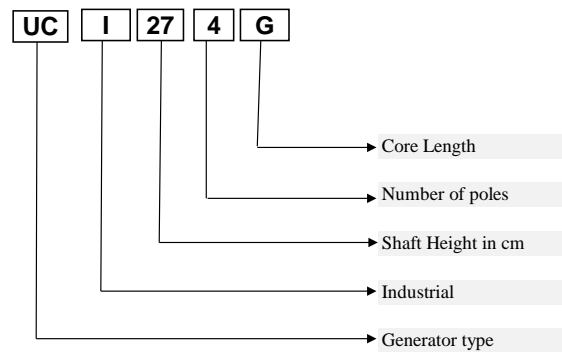 UC I 27 4 G
Core Length
Number of poles
Shaft Height in cm
Industrial
Generator type